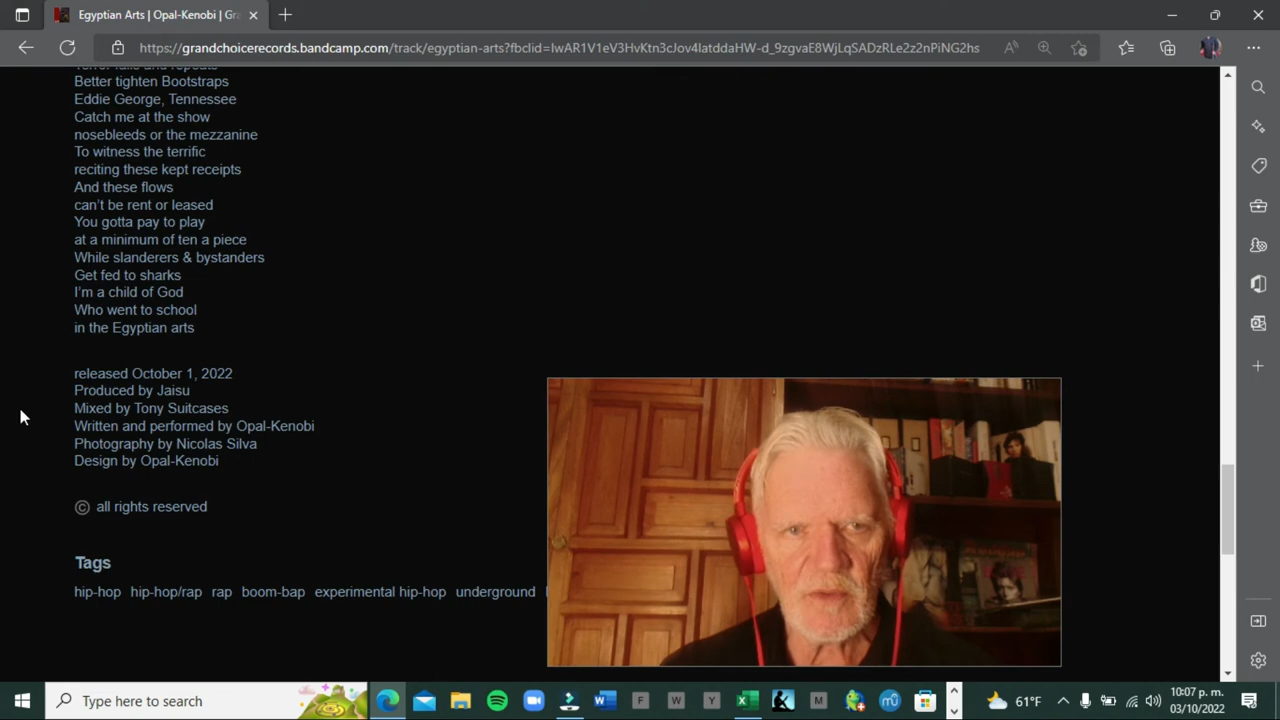 Egyptian Arts | Opal-Kenobi | Gr
https://grandchoicerecords.bandcamp.com/track/egyptian-arts?fbclid=IwAR1V1eV3HvKtn3cJov4IatddaHW-d_9zgvaE8WjLqSADzRLe2z2nPiNG2hs
Terror falls and repeats
Better tighten Bootstraps
Eddie George, Tennessee
Catch me at the show
nosebleeds or the mezzanine
To witness the terrific
reciting these kept receipts
And these flows
can't be rent or leased
You gotta pay to play
at a minimum of ten a piece
While slanderers & bystanders
Get fed to sharks
I'm a child of God
Who went to school
in the Egyptian arts
released October 1, 2022
Produced by Jaisu
Mixed by Tony Suitcases
Written and performed by Opal-Kenobi
Photography by Nicolas Silva
Design by Opal-Kenobi
© all rights reserved
Tags
hip-hop hip-hop/rap rap boom-bap experimental hip-hop underground
Type here to search
F W Y M
61°F
10:07 p. m.
03/10/2022